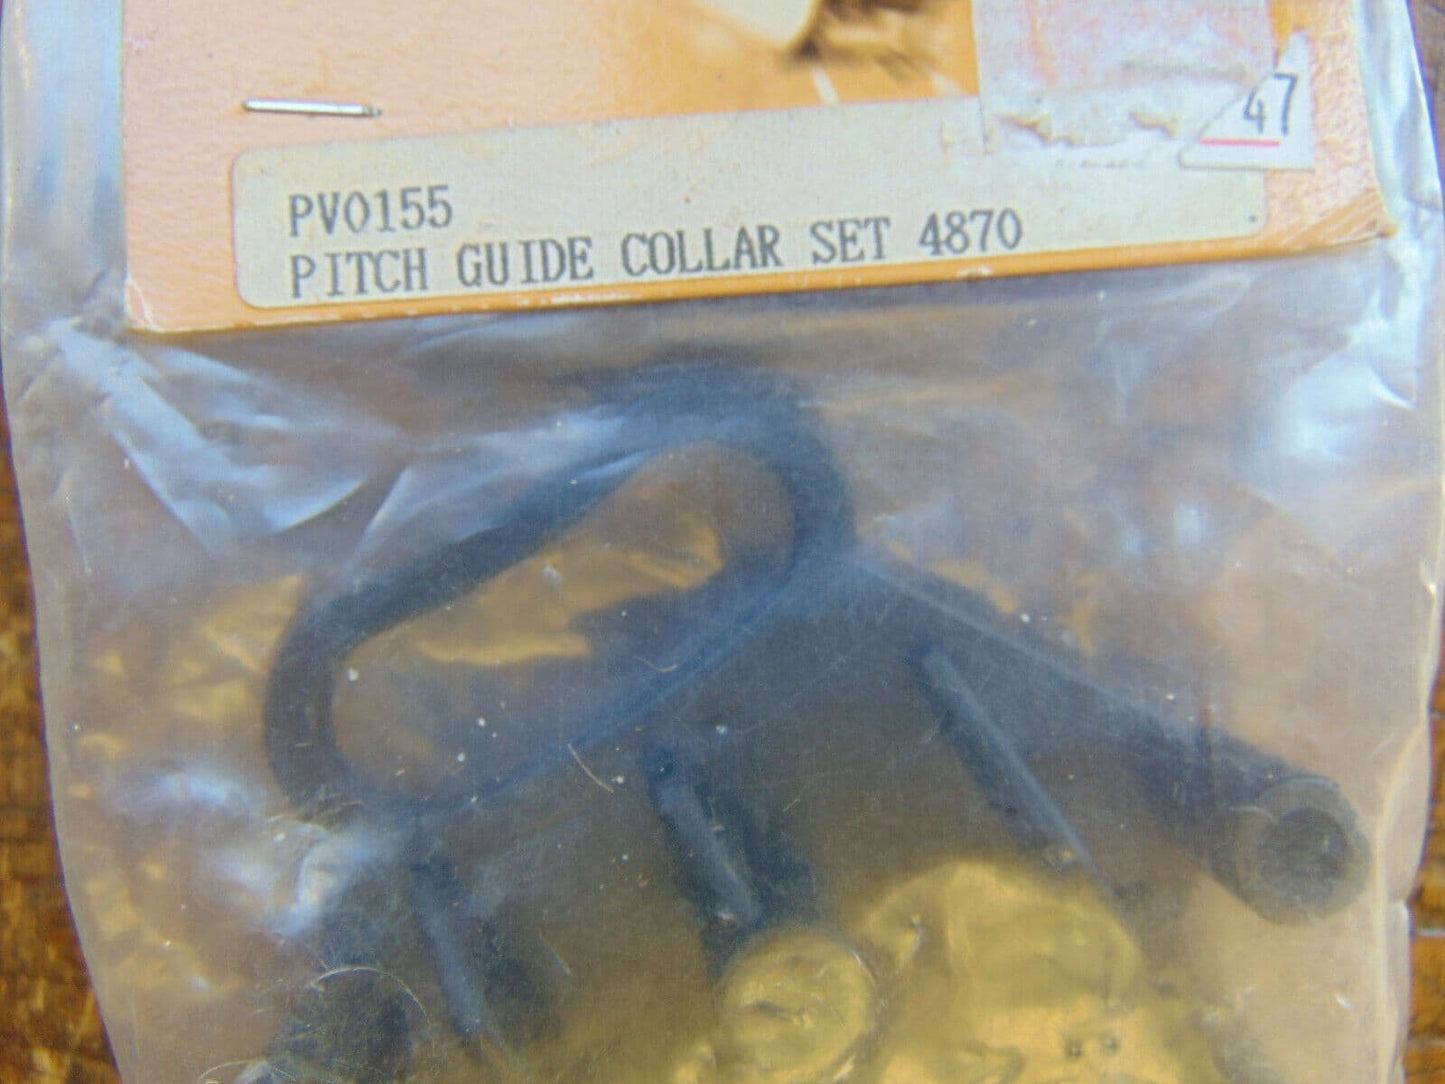 47
PV0155
PITCH GUIDE COLLAR SET 4870